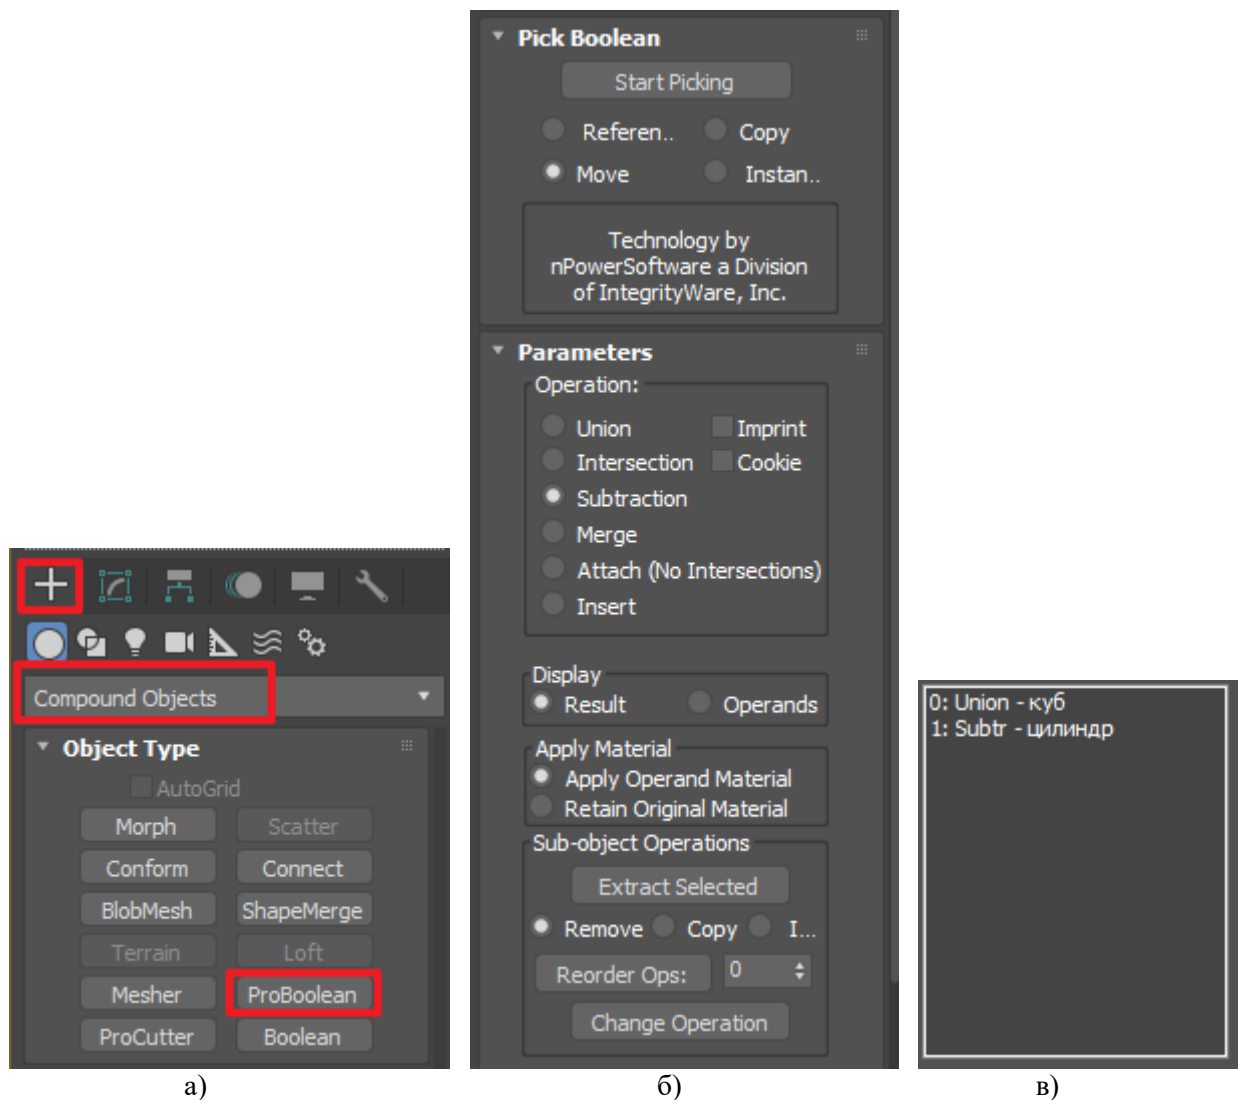 Compound Objects
Object Type
AutoGrid
Morph Scatter
Conform Connect
BlobMesh ShapeMerge
Terrain Loft
Mesher ProBoolean
ProCutter Boolean
а)
Pick Boolean
Start Picking
Referen.. Copy
Move Instan..
Technology by
nPowerSoftware a Division
of IntegrityWare, Inc.
Parameters
Operation:
Union Imprint
Intersection Cookie
Subtraction
Merge
Attach (No Intersections)
Insert
Display
Result Operands
Apply Material
Apply Operand Material
Retain Original Material
Sub-object Operations
Extract Selected
Remove Copy I...
Reorder Ops: 0
Change Operation
б)
0: Union - куб
1: Subtr - цилиндр
в)